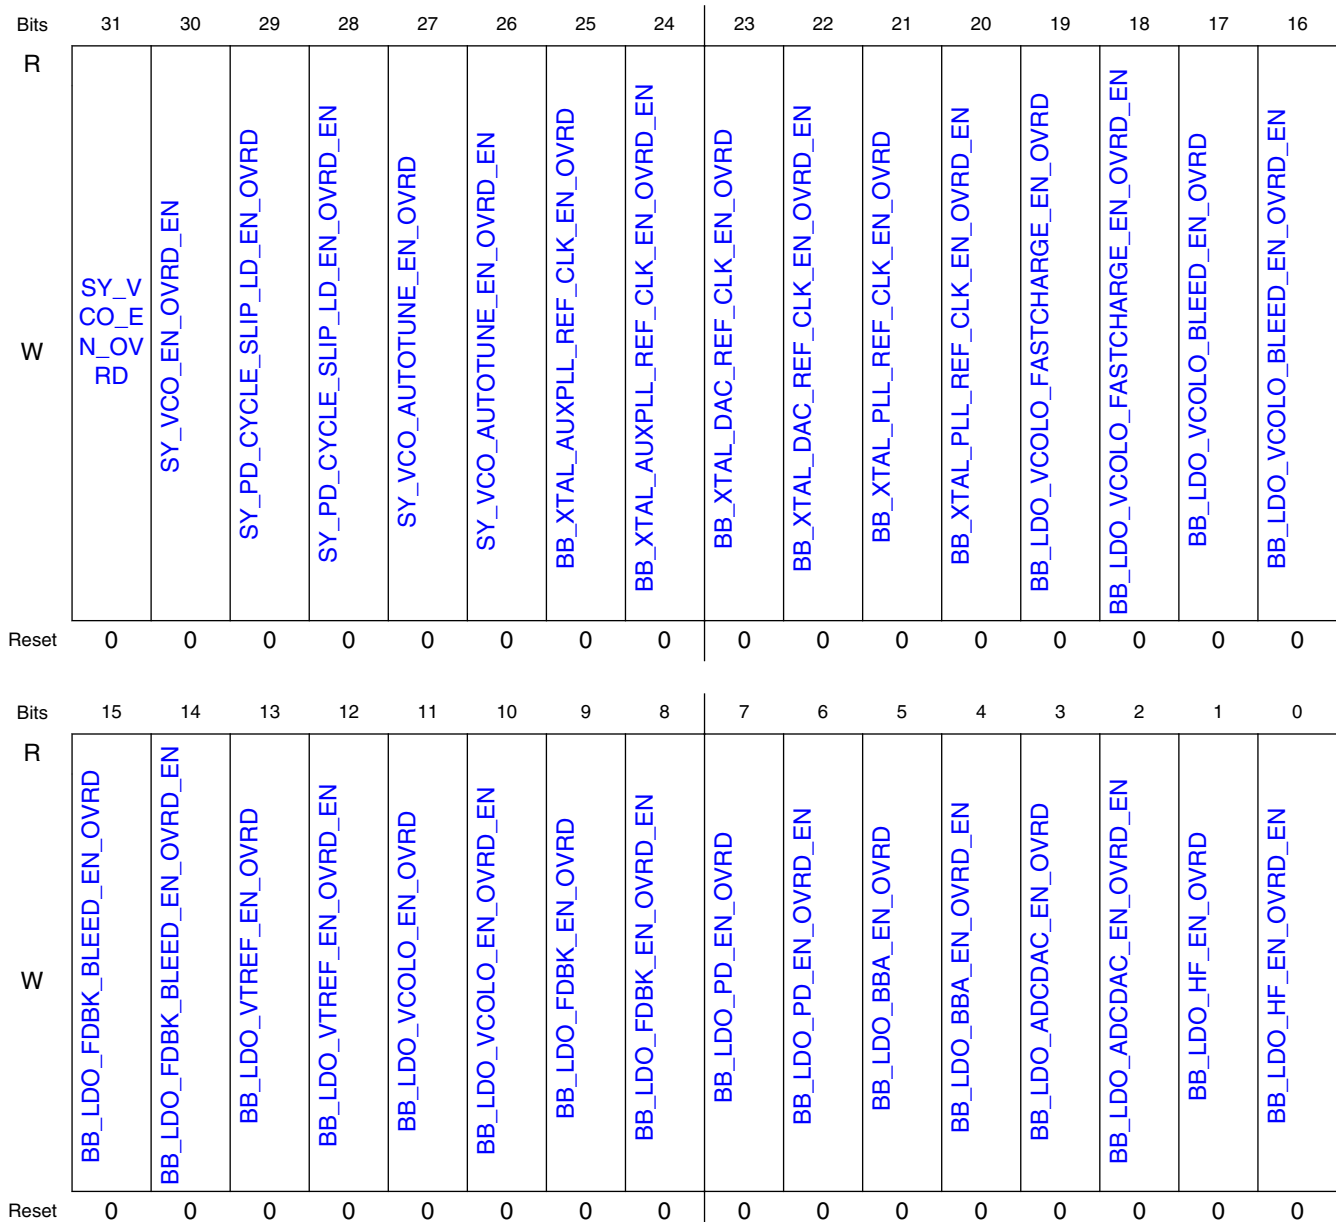 Bits 31 30 29 28 27 26 25 24 23 22 21 20 19 18 17 16
R
W
SY_V
CO_E
N_OV
RD
SY_VCO_EN_OVRD_EN
SY_PD_CYCLE_SLIP_LD_EN_OVRD
SY_PD_CYCLE_SLIP_LD_EN_OVRD_EN
SY_VCO_AUTOTUNE_EN_OVRD
SY_VCO_AUTOTUNE_EN_OVRD_EN
BB_XTAL_AUXPLL_REF_CLK_EN_OVRD
BB_XTAL_AUXPLL_REF_CLK_EN_OVRD_EN
BB_XTAL_DAC_REF_CLK_EN_OVRD
BB_XTAL_DAC_REF_CLK_EN_OVRD_EN
BB_XTAL_PLL_REF_CLK_EN_OVRD
BB_XTAL_PLL_REF_CLK_EN_OVRD_EN
BB_LDO_VCOLO_FASTCHARGE_EN_OVRD
BB_LDO_VCOLO_FASTCHARGE_EN_OVRD_EN
BB_LDO_VCOLO_BLEED_EN_OVRD
BB_LDO_VCOLO_BLEED_EN_OVRD_EN
Reset 0 0 0 0 0 0 0 0 0 0 0 0 0 0 0 0
Bits 15 14 13 12 11 10 9 8 7 6 5 4 3 2 1 0
R
W
BB_LDO_FDBK_BLEED_EN_OVRD
BB_LDO_FDBK_BLEED_EN_OVRD_EN
BB_LDO_VTREF_EN_OVRD
BB_LDO_VTREF_EN_OVRD_EN
BB_LDO_VCOLO_EN_OVRD
BB_LDO_VCOLO_EN_OVRD_EN
BB_LDO_FDBK_EN_OVRD
BB_LDO_FDBK_EN_OVRD_EN
BB_LDO_PD_EN_OVRD
BB_LDO_PD_EN_OVRD_EN
BB_LDO_BBA_EN_OVRD
BB_LDO_BBA_EN_OVRD_EN
BB_LDO_ADCDAC_EN_OVRD
BB_LDO_ADCDAC_EN_OVRD_EN
BB_LDO_HF_EN_OVRD
BB_LDO_HF_EN_OVRD_EN
Reset 0 0 0 0 0 0 0 0 0 0 0 0 0 0 0 0